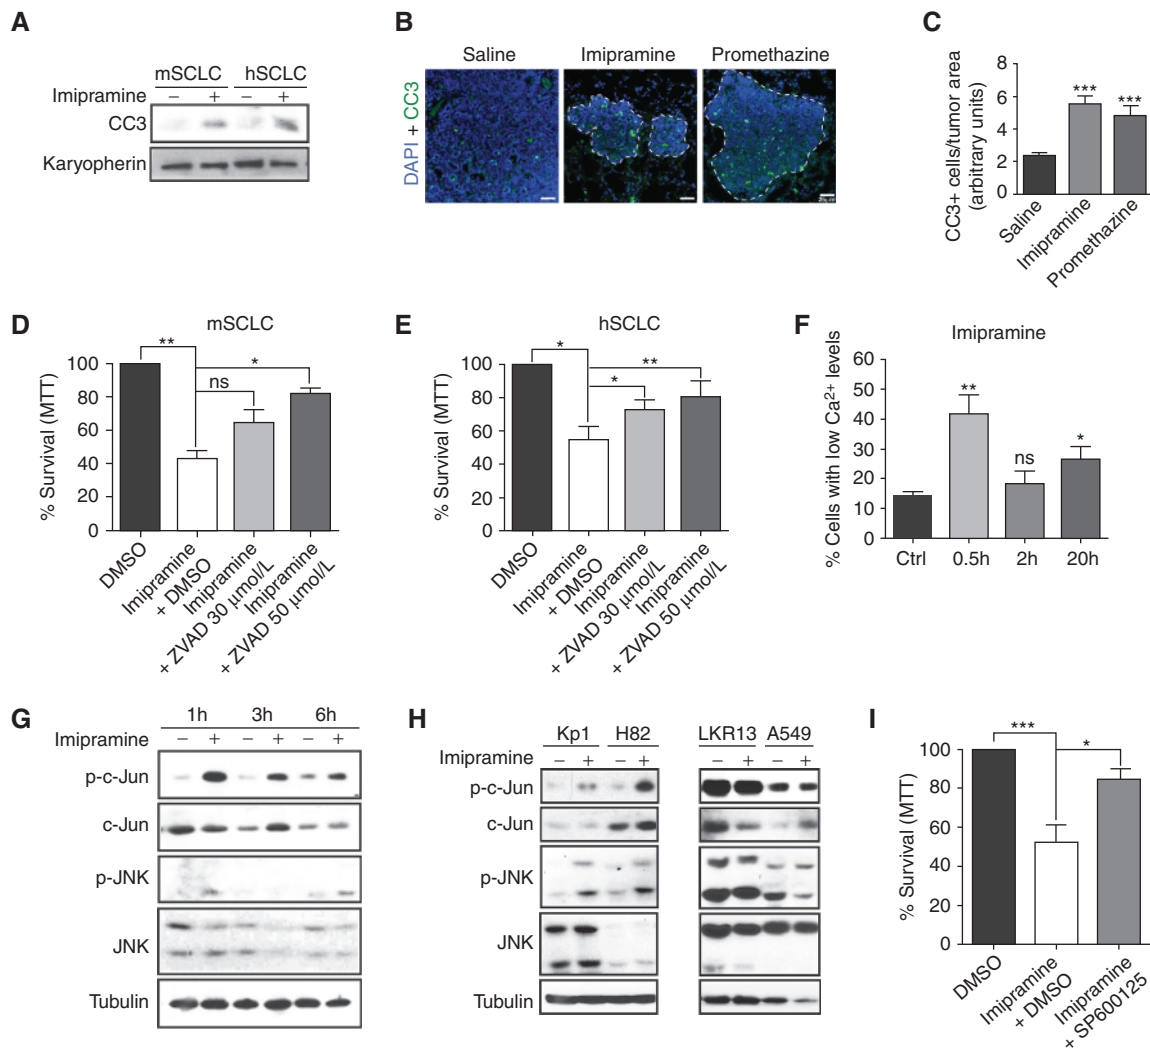 A
mSCLC hSCLC
Imipramine – + – +
CC3
Karyopherin
B
Saline Imipramine Promethazine
DAPI + CC3
C
CC3+ cells/tumor area
(arbitrary units)
8
6
4
2
0
*** ***
Saline
Imipramine
Promethazine
D
mSCLC
% Survival (MTT)
100
80
60
40
20
0
**
*
ns
DMSO
Imipramine
+ DMSO
Imipramine
+ ZVAD 30 μmol/L
Imipramine
+ ZVAD 50 μmol/L
E
hSCLC
% Survival (MTT)
100
80
60
40
20
0
*
**
*
DMSO
Imipramine
+ DMSO
Imipramine
+ ZVAD 30 μmol/L
Imipramine
+ ZVAD 50 μmol/L
F
Imipramine
% Cells with low Ca²⁺ levels
60
50
40
30
20
10
0
**
ns
*
Ctrl 0.5h 2h 20h
G
1h 3h 6h
Imipramine – + – + – +
p-c-Jun
c-Jun
p-JNK
JNK
Tubulin
H
Kp1 H82 LKR13 A549
Imipramine – + – + – + – +
p-c-Jun
c-Jun
p-JNK
JNK
Tubulin
I
% Survival (MTT)
100
80
60
40
20
0
***
*
DMSO
Imipramine
+ DMSO
Imipramine
+ SP600125